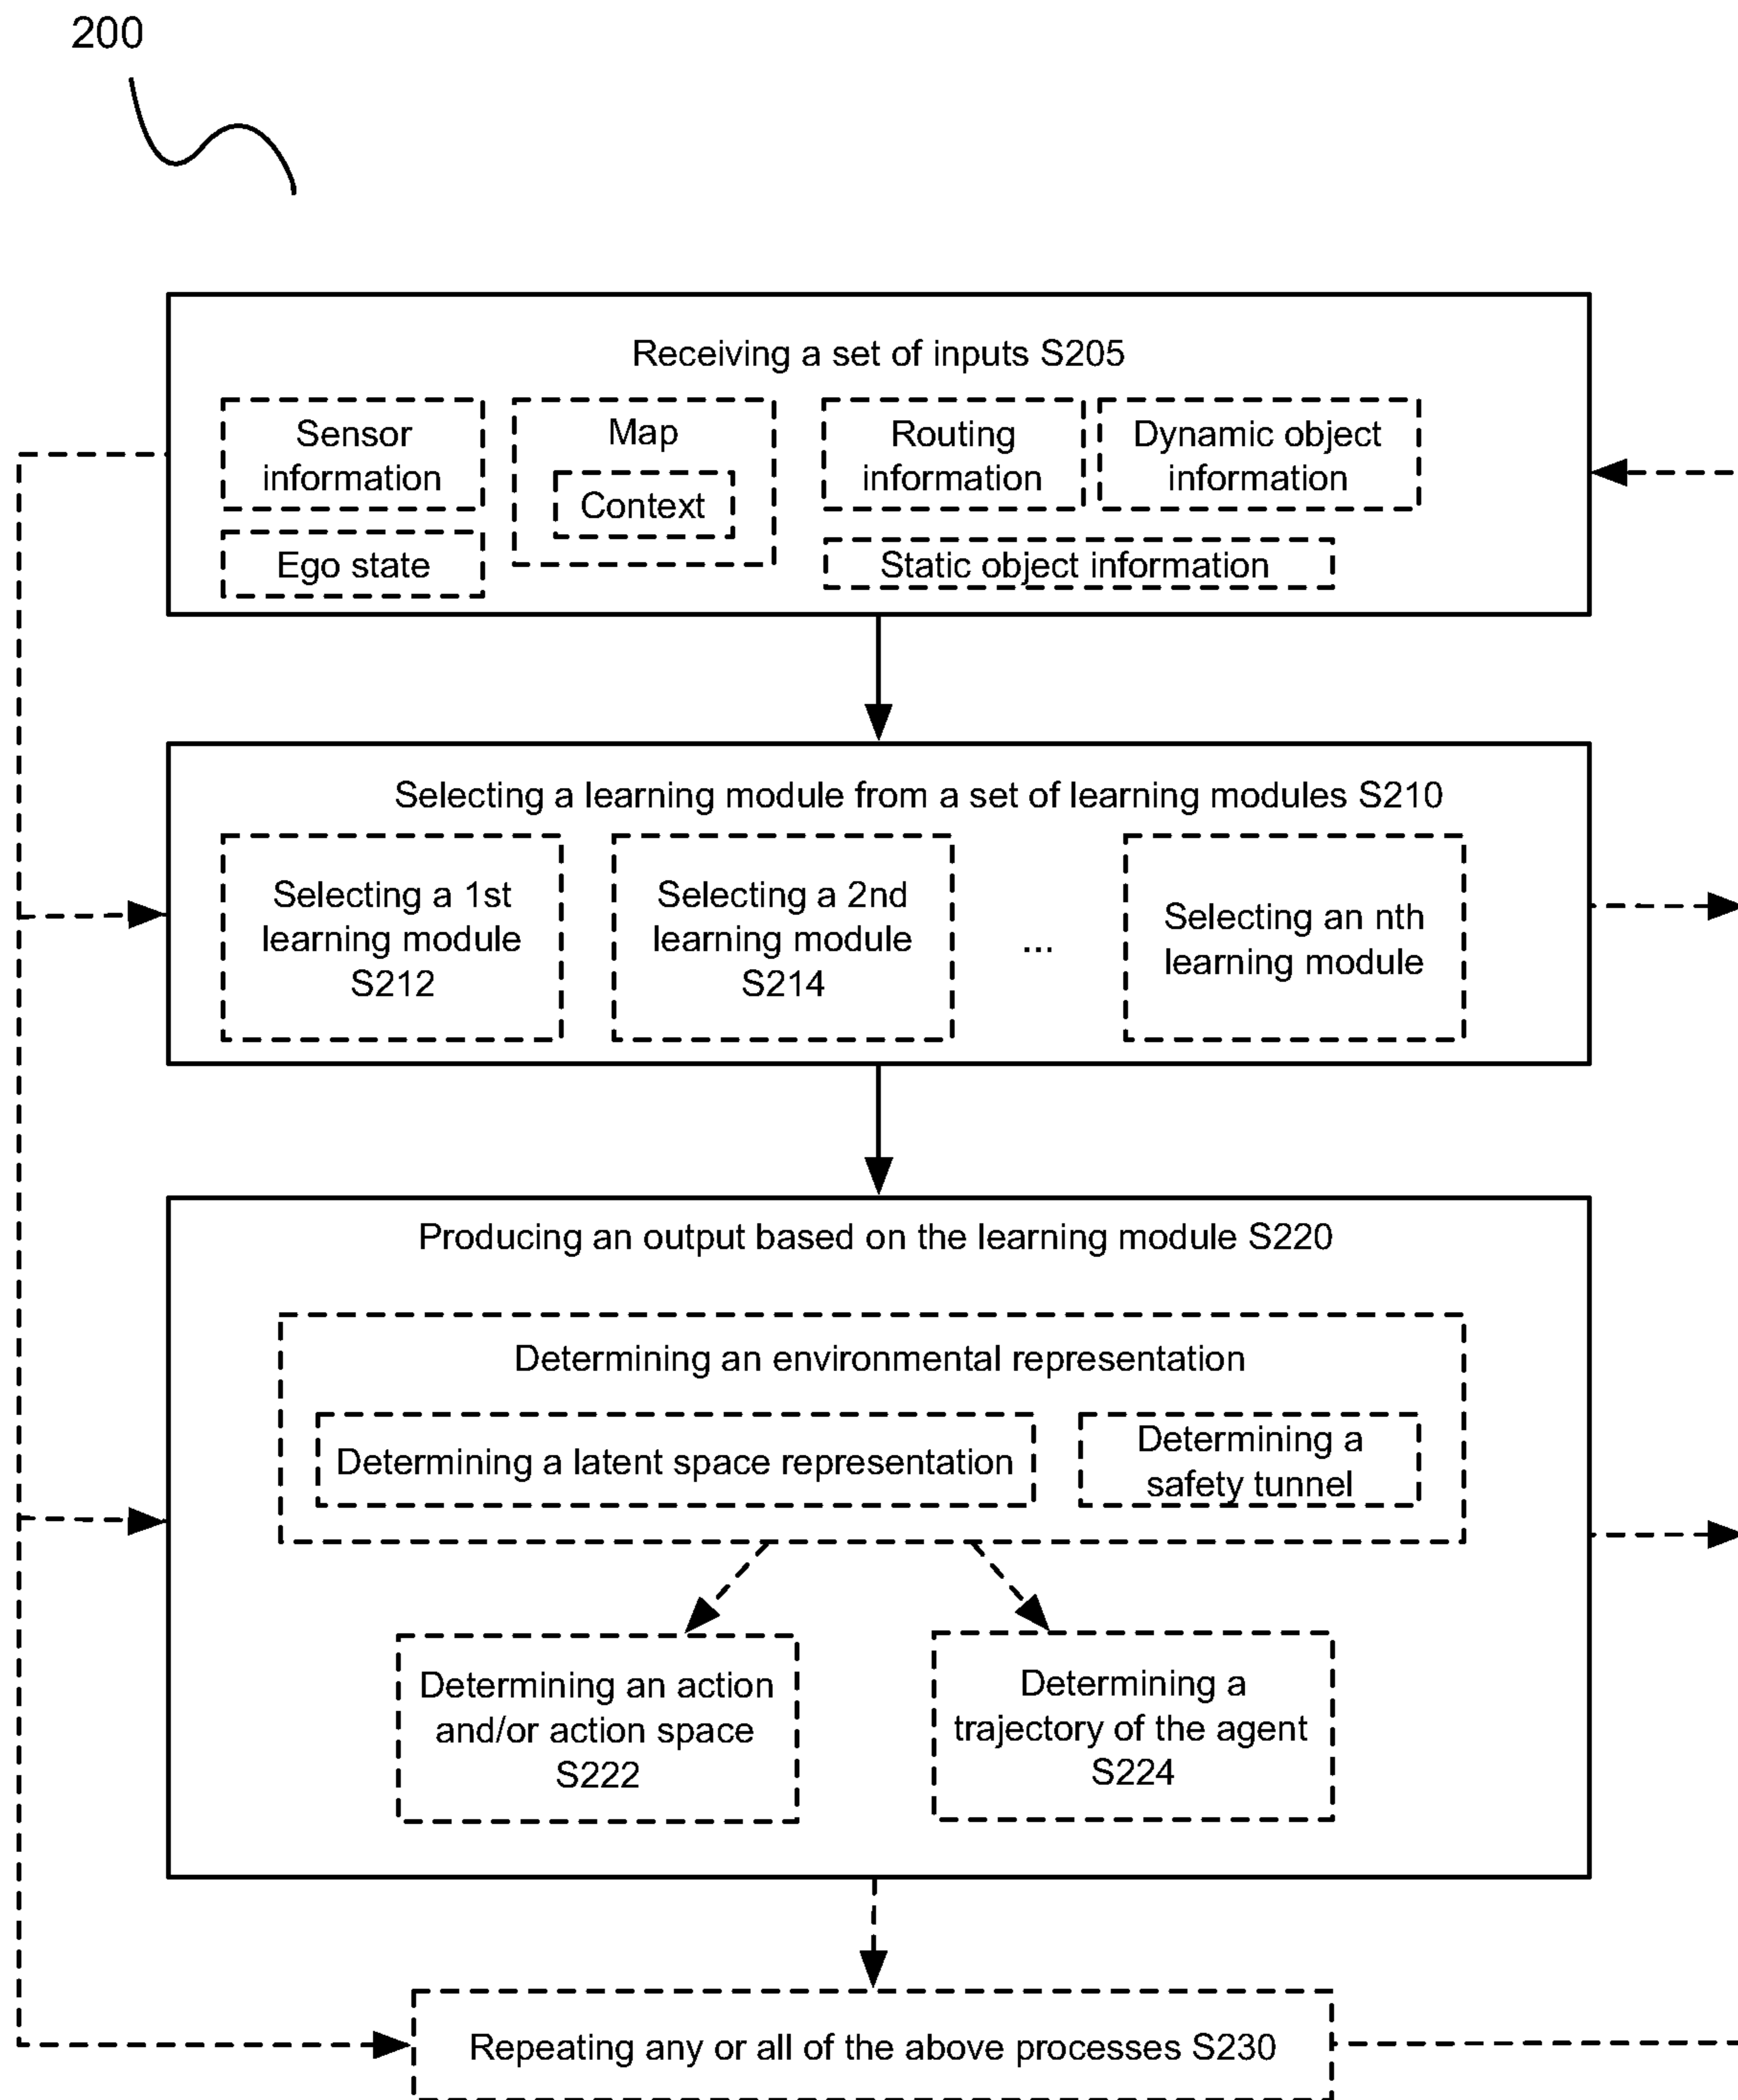 200
Receiving a set of inputs S205
Sensor
information
Map
Context
Routing
information
Dynamic object
information
Ego state
Static object information
Selecting a learning module from a set of learning modules S210
Selecting a 1st
learning module
S212
Selecting a 2nd
learning module
S214
...
Selecting an nth
learning module
Producing an output based on the learning module S220
Determining an environmental representation
Determining a latent space representation
Determining a
safety tunnel
Determining an action
and/or action space
S222
Determining a
trajectory of the agent
S224
Repeating any or all of the above processes S230